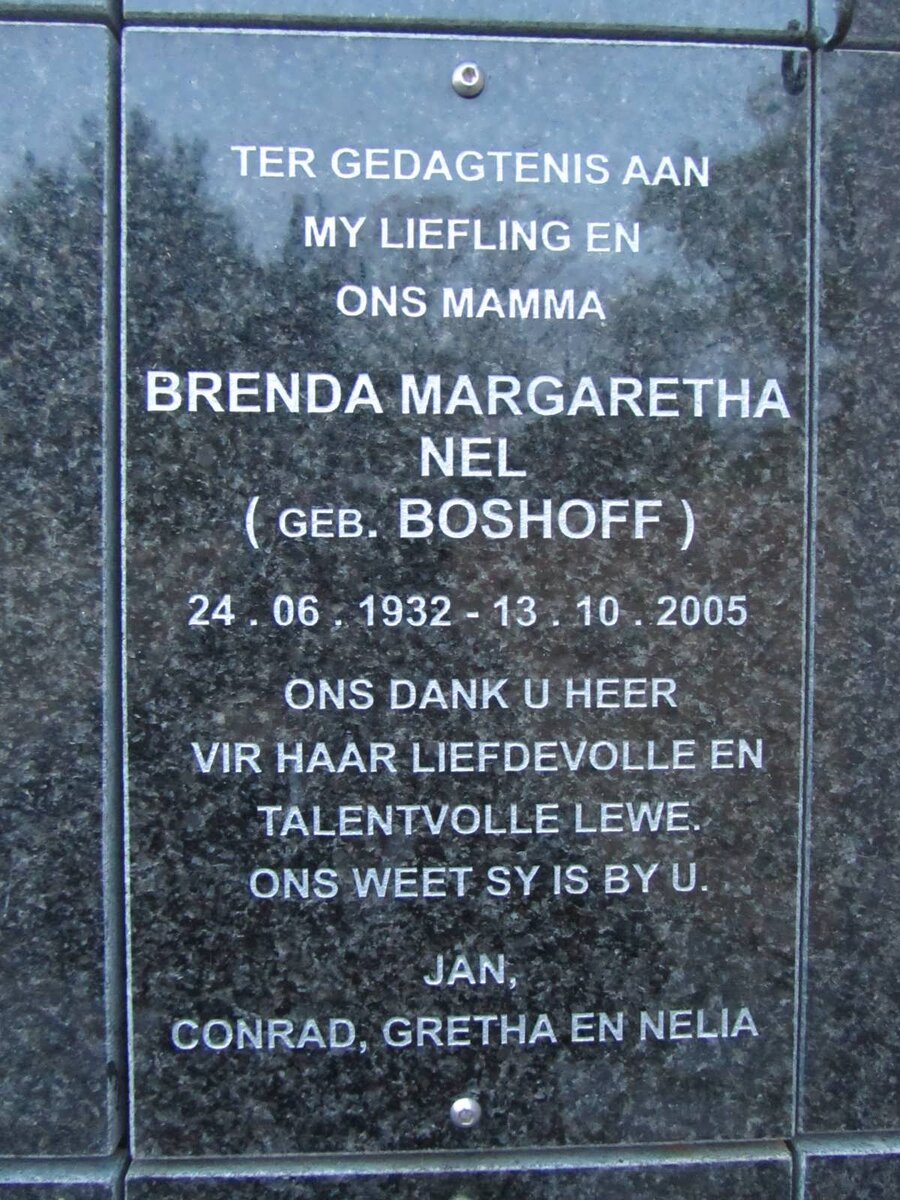 TER GEDAGTENIS AAN
MY LIEFLING EN
ONS MAMMA
BRENDA MARGARETHA
NEL
( GEB. BOSHOFF )
24 . 06 . 1932 - 13 . 10 . 2005
ONS DANK U HEER
VIR HAAR LIEFDEVOLLE EN
TALENTVOLLE LEWE.
ONS WEET SY IS BY U.
JAN,
CONRAD, GRETHA EN NELIA